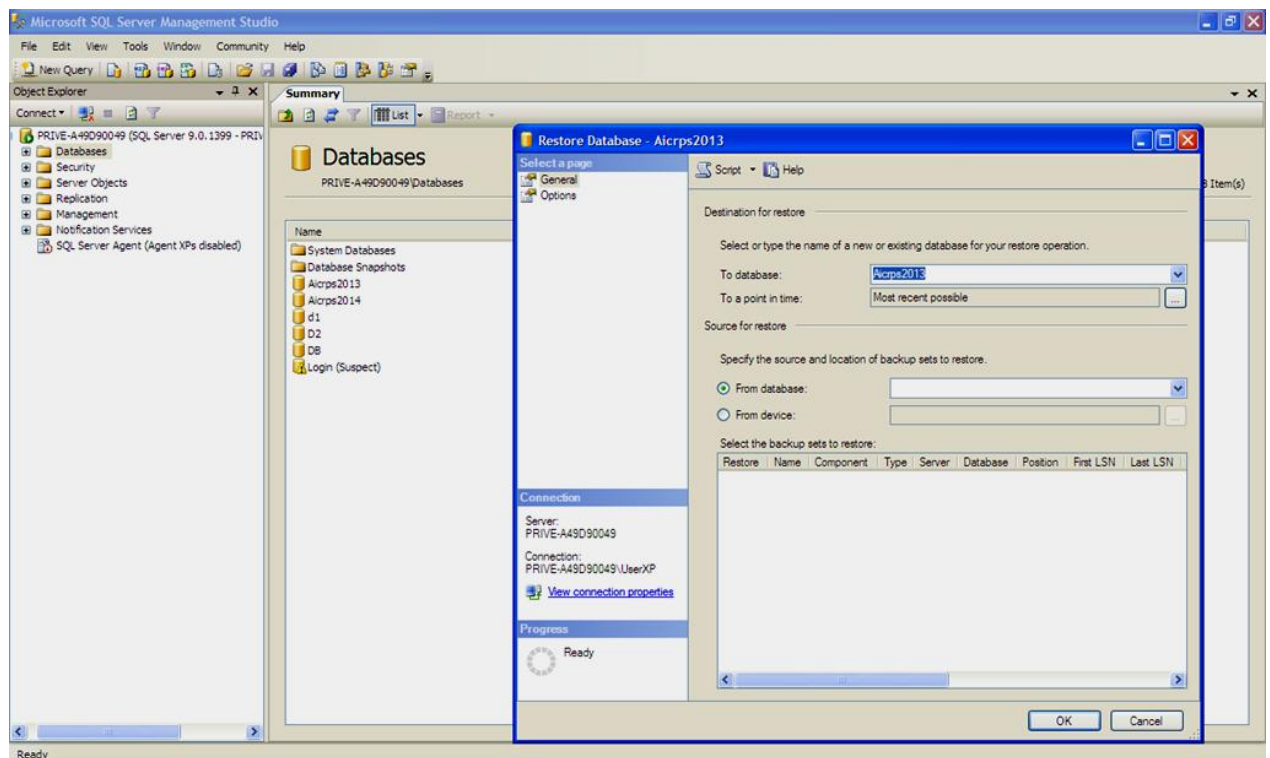 Microsoft SQL Server Management Studio
File Edit View Tools Window Community Help
New Query
Object Explorer
Connect
PRIVE-A49D90049 (SQL Server 9.0.1399 - PRIV
Databases
Security
Server Objects
Replication
Management
Notification Services
SQL Server Agent (Agent XPs disabled)
Summary
List Report
Databases
PRIVE-A49D90049\Databases
8 Item(s)
Name
System Databases
Database Snapshots
Aicrps2013
Aicrps2014
d1
D2
DB
Login (Suspect)
Restore Database - Aicrps2013
Select a page
General
Options
Script Help
Destination for restore
Select or type the name of a new or existing database for your restore operation.
To database: Aicrps2013
To a point in time: Most recent possible
...
Source for restore
Specify the source and location of backup sets to restore.
From database:
From device:
...
Select the backup sets to restore:
Restore Name Component Type Server Database Position First LSN Last LSN
Connection
Server:
PRIVE-A49D90049
Connection:
PRIVE-A49D90049\UserXP
View connection properties
Progress
Ready
OK Cancel
Ready